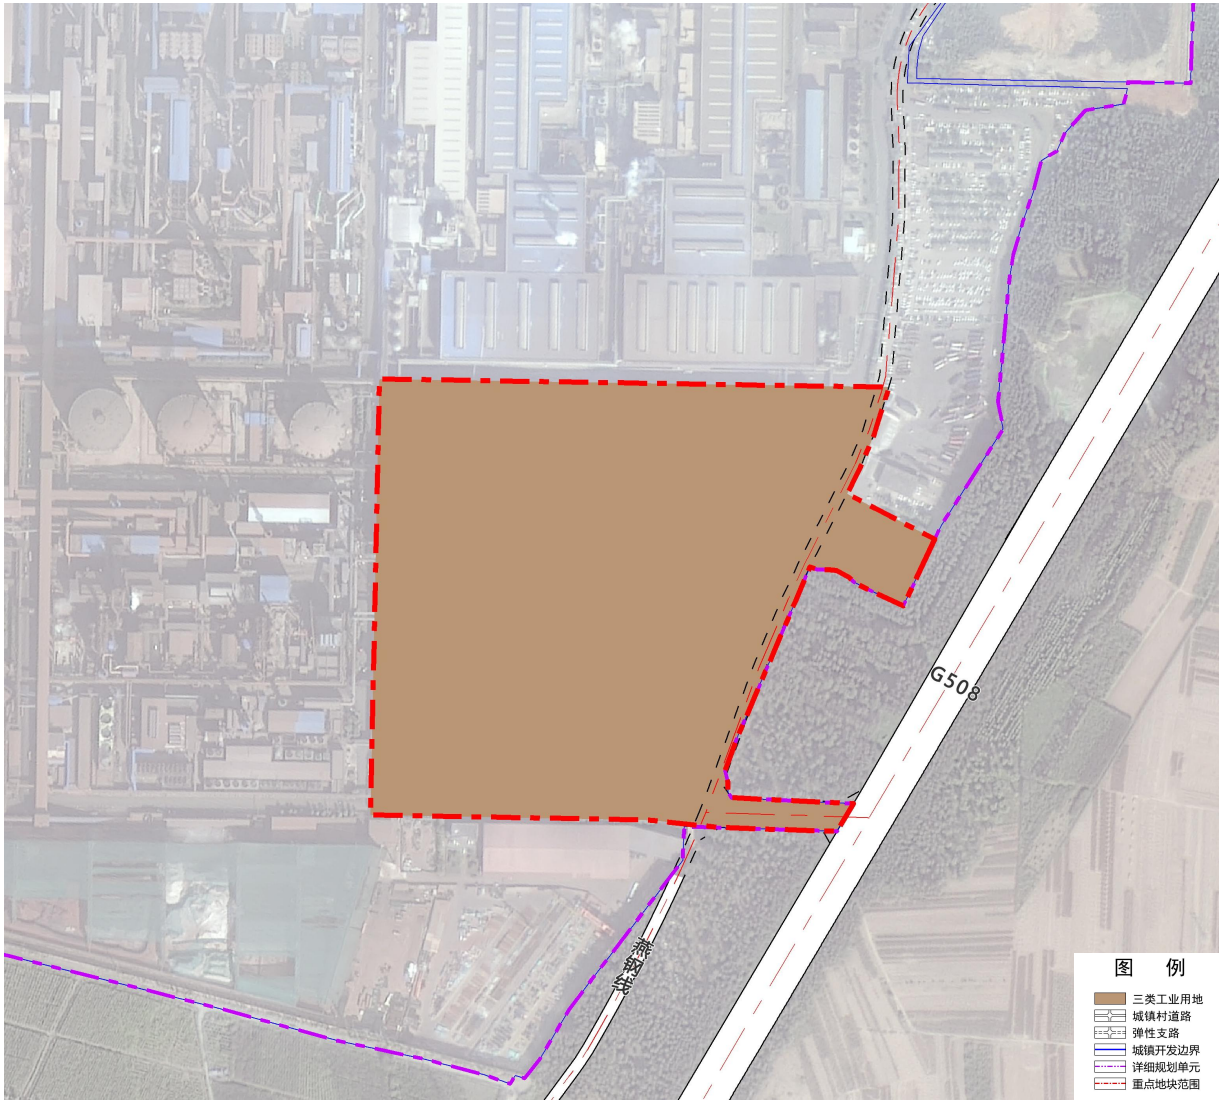 G508
燕钢线
图 例
三类工业用地
城镇村道路
弹性支路
城镇开发边界
详细规划单元
重点地块范围